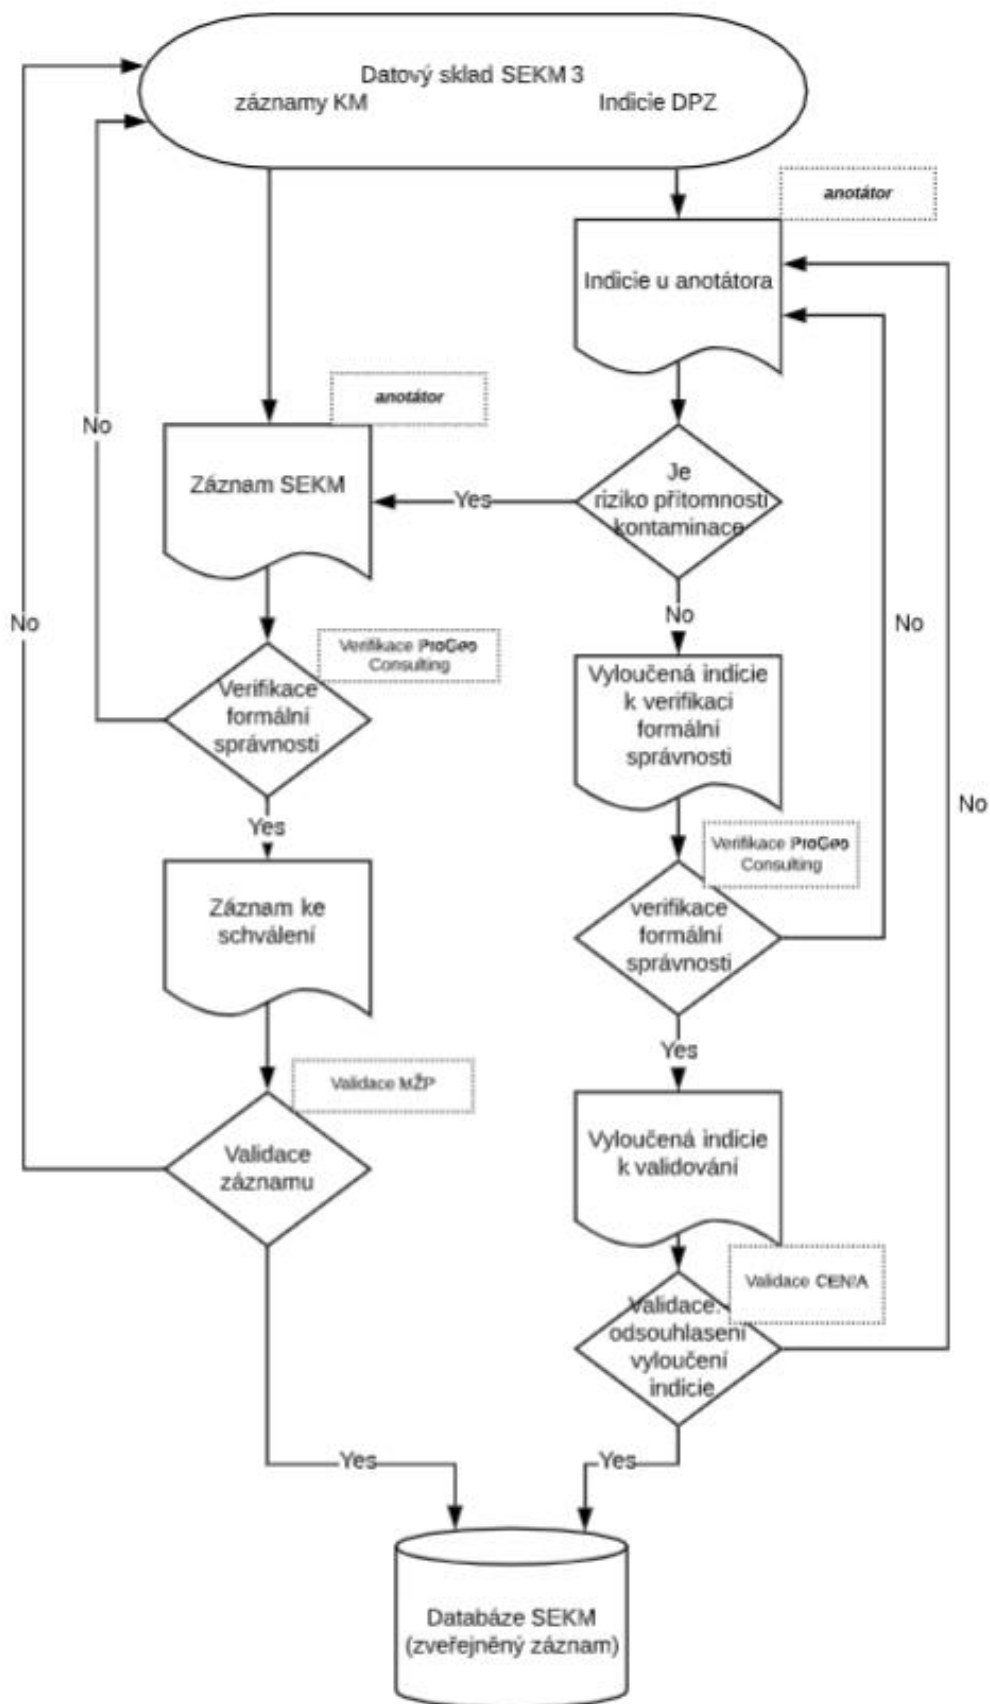 Datový sklad SEKM 3
záznamy KM
Indicie DPZ
anotátor
Indicie u anotátora
anotátor
No
Záznam SEKM
Yes
Je
riziko přítomnosti
kontaminace
No
No
No
Verifikace ProGeo
Consulting
Verifikace
formální
správnosti
Vyloučená indicie
k verifikaci
formální
správnosti
No
Yes
Verifikace ProGeo
Consulting
Záznam ke
schválení
verifikace
formální
správnosti
Yes
Validace MŽP
Validace
záznamu
Vyloučená indicie
k validování
Validace CENIA
Validace:
odsouhlasení
vyloučení
indicie
Yes
Yes
Databáze SEKM
(zveřejněný záznam)